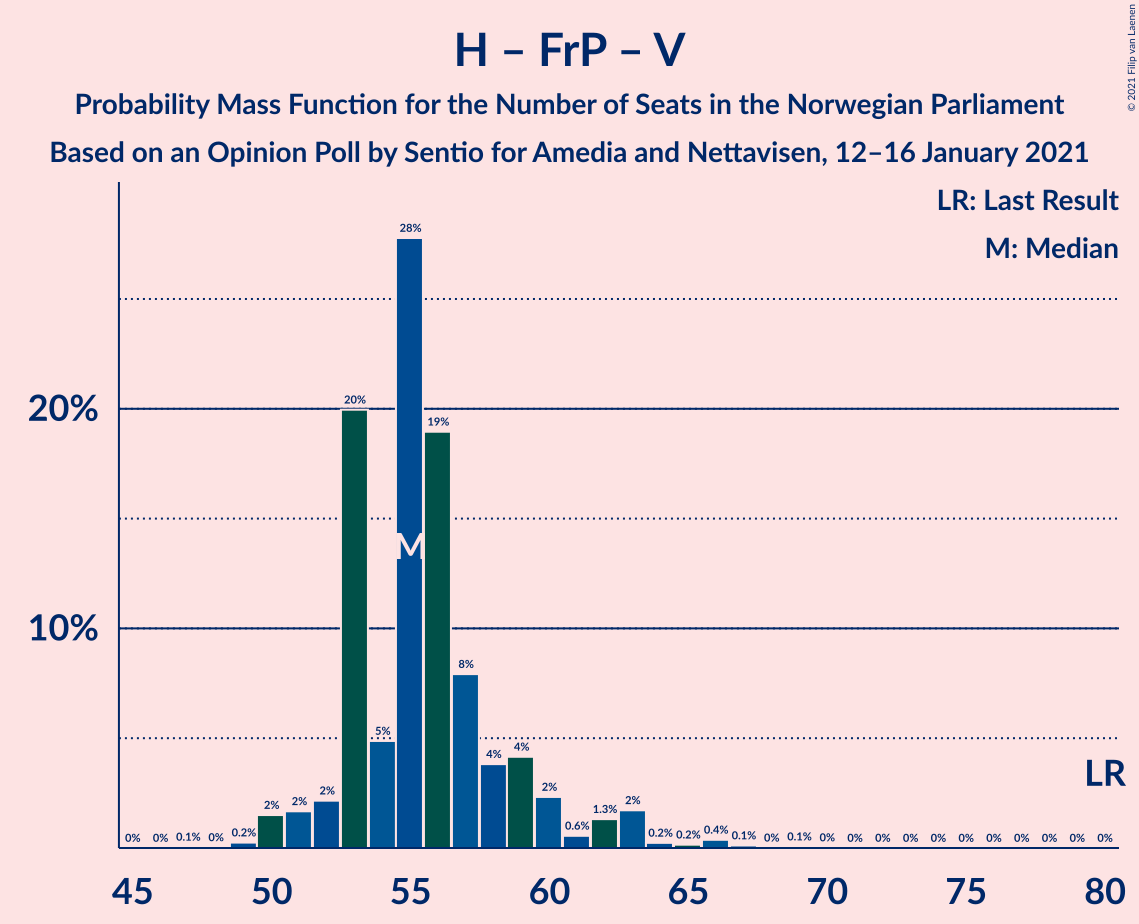 H – FrP – V
Probability Mass Function for the Number of Seats in the Norwegian Parliament
Based on an Opinion Poll by Sentio for Amedia and Nettavisen, 12–16 January 2021
© 2021 Filip van Laenen
LR: Last Result
M: Median
20%
10%
0% 0% 0.1% 0% 0.2% 2% 2% 2% 20% 5% 28% 19% 8% 4% 4% 2% 0.6% 1.3% 2% 0.2% 0.2% 0.4% 0.1% 0% 0.1% 0% 0% 0% 0% 0% 0% 0% 0% 0% 0% 0%
M
LR
45 50 55 60 65 70 75 80